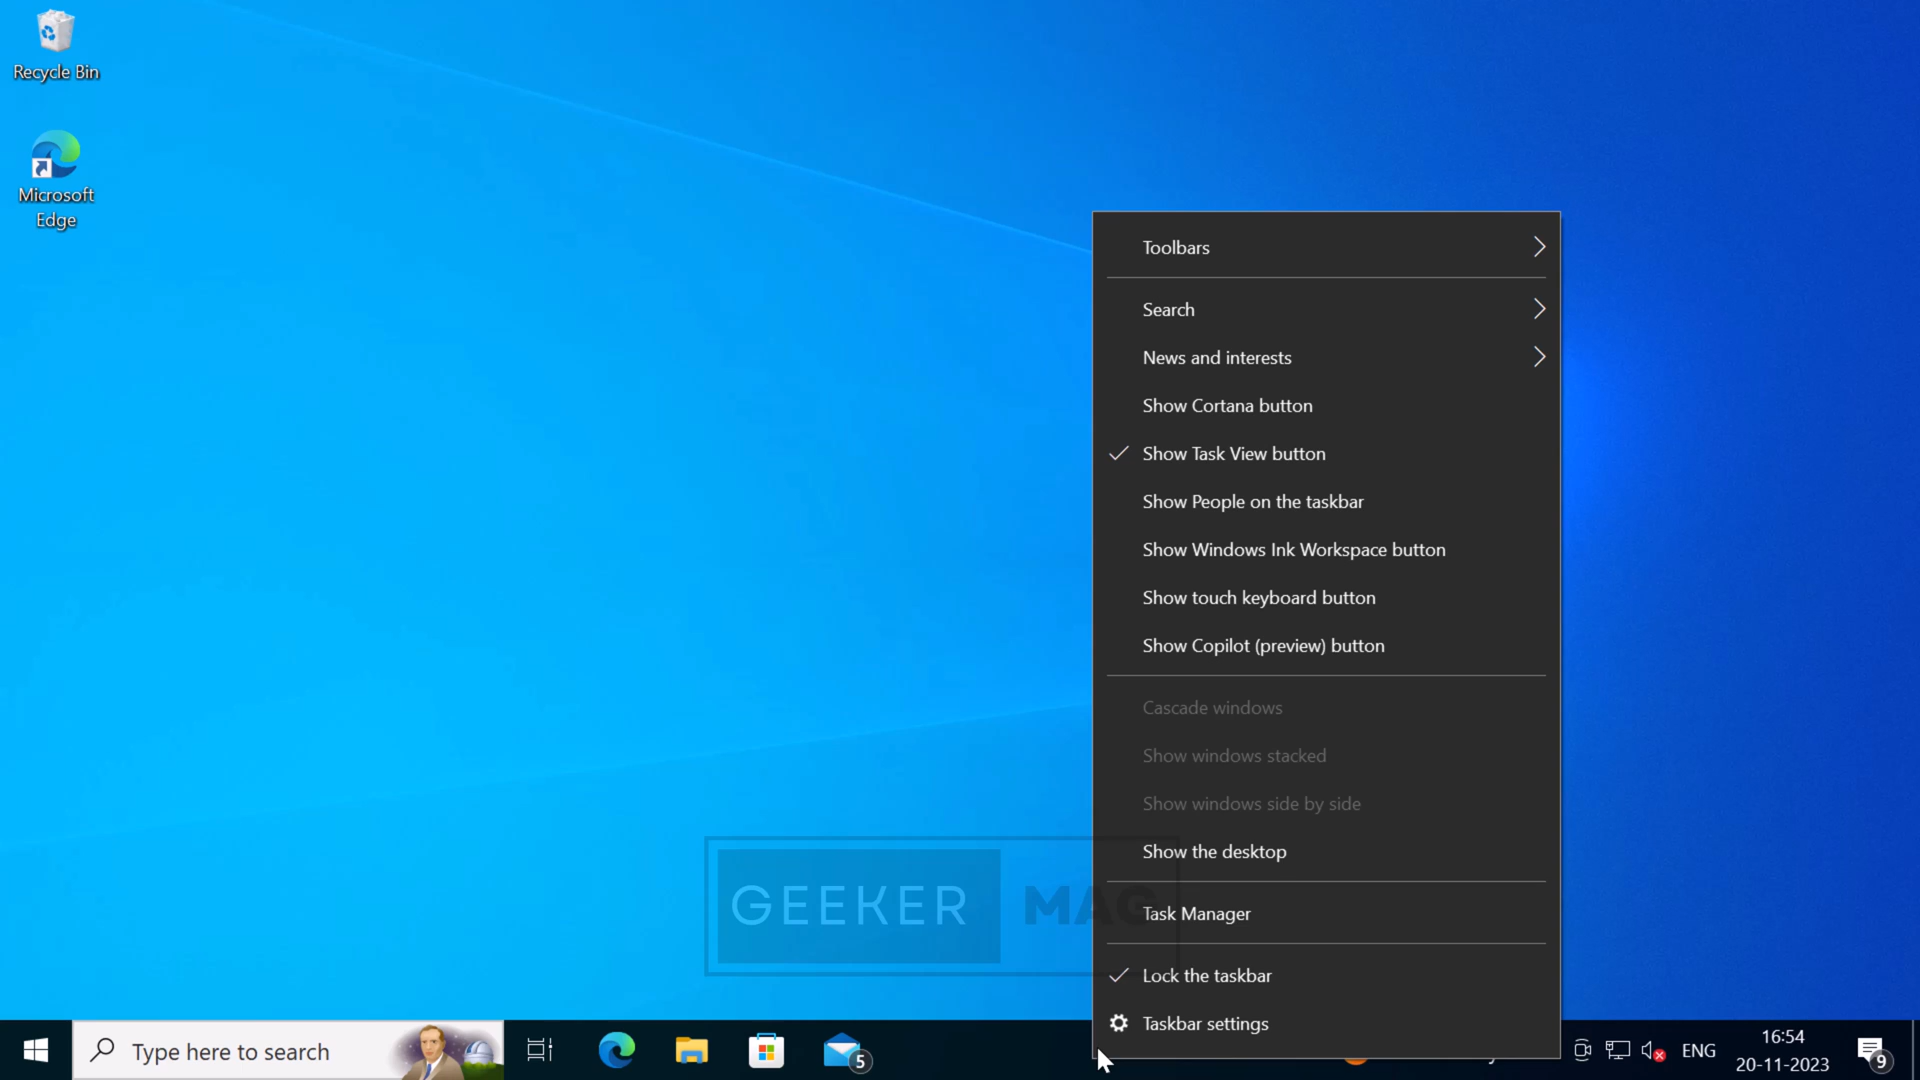 Recycle Bin
Microsoft
Edge
Toolbars
Search
News and interests
Show Cortana button
Show Task View button
Show People on the taskbar
Show Windows Ink Workspace button
Show touch keyboard button
Show Copilot (preview) button
Cascade windows
Show windows stacked
Show windows side by side
Show the desktop
GEEKER MAG
Task Manager
Lock the taskbar
Taskbar settings
Type here to search
5
ENG
16:54
20-11-2023
9